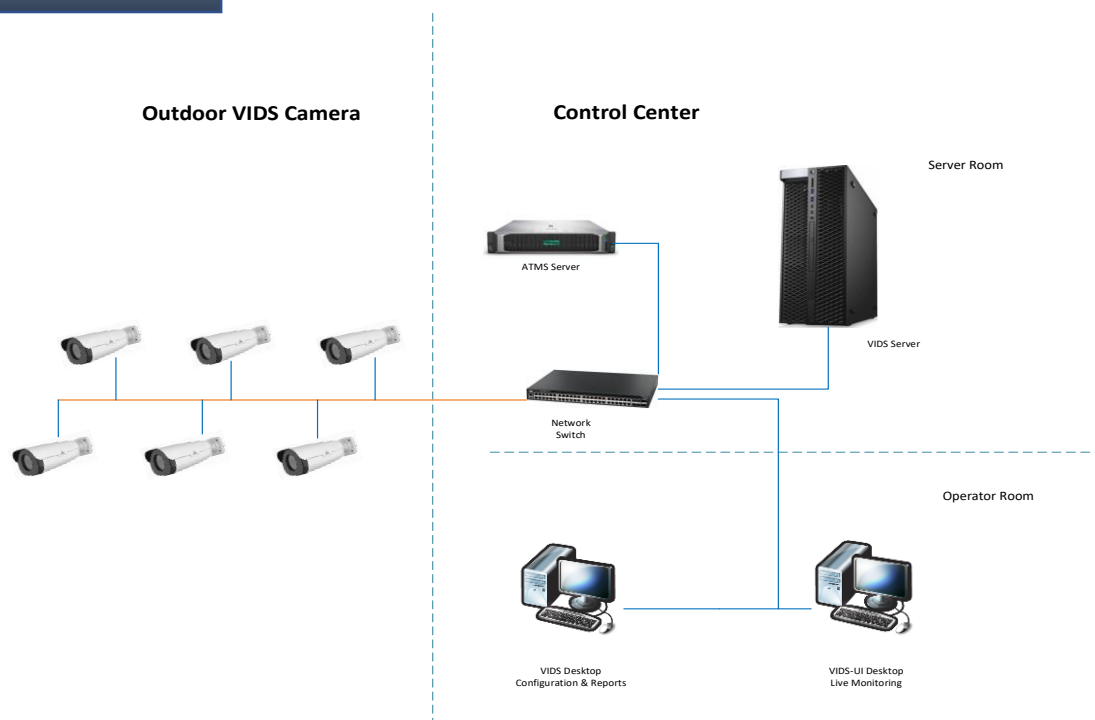 Outdoor VIDS Camera
Control Center
Server Room
ATMS Server
VIDS Server
Network
Switch
Operator Room
VIDS Desktop
Configuration & Reports
VIDS-UI Desktop
Live Monitoring